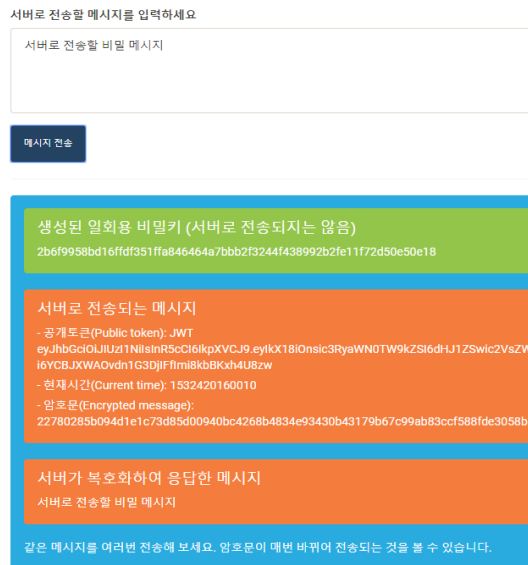 서버로 전송할 메시지를 입력하세요
서버로 전송할 비밀 메시지
메시지 전송
생성된 일회용 비밀키 (서버로 전송되지는 않음)
2b6f9958bd16ffdf351ffa846464a7bbb2f3244f438992b2fe11f72d50e50e18
서버로 전송되는 메시지
- 공개토큰(Public token): JWT
eyJhbGciOiJIUzI1NiIsInR5cCI6IkpXVCJ9.eyIkX18iOnsic3RyaWN0TW9kZSI6dHJ1ZSwic2VsZW
i6YCBJXWAOvdn1G3DjIFfImi8kbBKxh4U8zw
- 현재시간(Current time): 1532420160010
- 암호문(Encrypted message):
22780285b094d1e1c73d85d00940bc4268b4834e93430b43179b67c99ab83ccf588fde3058b
서버가 복호화하여 응답한 메시지
서버로 전송할 비밀 메시지
같은 메시지를 여러번 전송해 보세요. 암호문이 매번 바뀌어 전송되는 것을 볼 수 있습니다.